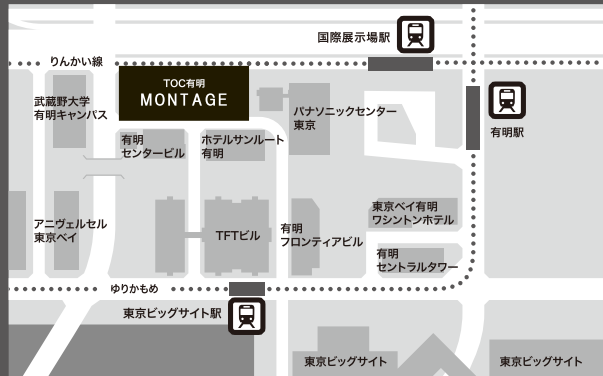 国際展示場駅
りんかい線
TOC有明
MONTAGE
武蔵野大学
有明キャンパス
パナソニックセンター
東京
有明駅
有明
センタービル
ホテルサンルート
有明
アニヴェルセル
東京ベイ
TFTビル
有明
フロンティアビル
東京ベイ有明
ワシントンホテル
有明
セントラルタワー
ゆりかもめ
東京ビッグサイト駅
東京ビッグサイト
東京ビッグサイト